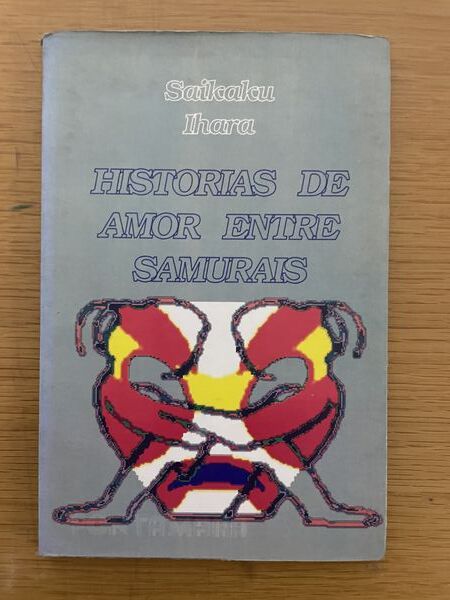 Saikaku
Ihara
HISTORIAS DE
AMOR ENTRE
SAMURAIS